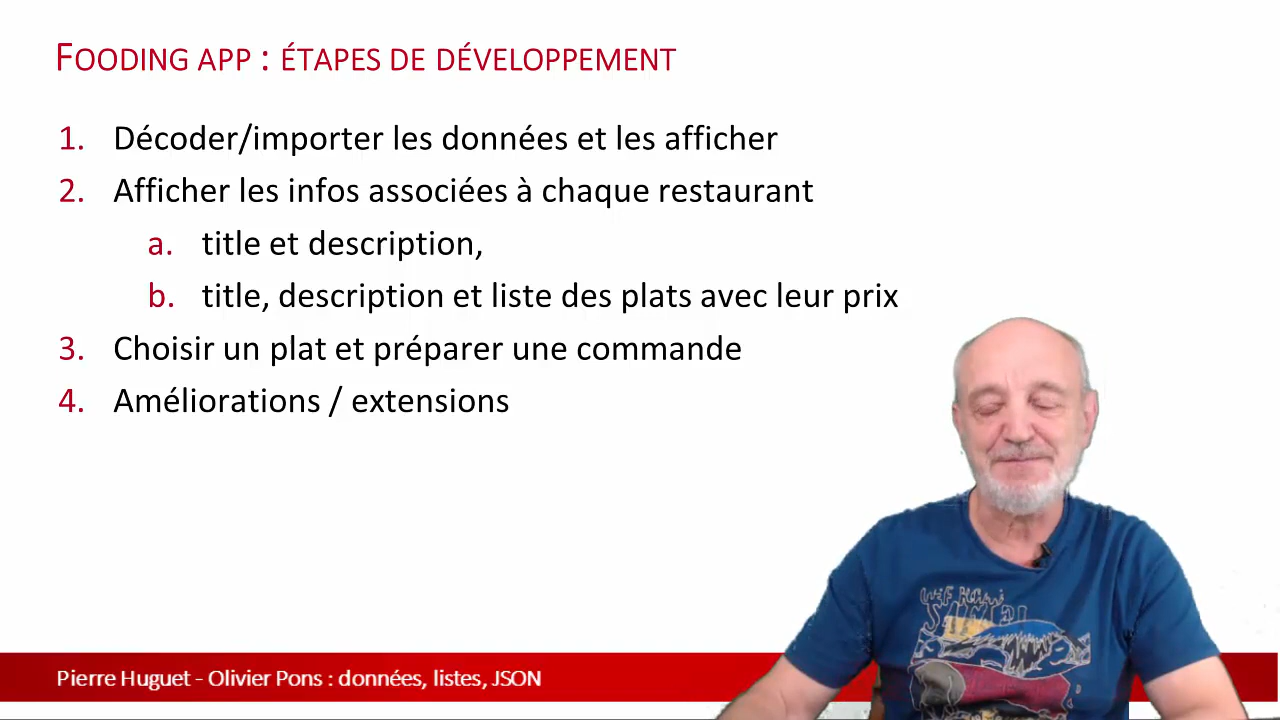 FOODING APP : ÉTAPES DE DÉVELOPPEMENT
1. Décoder/importer les données et les afficher
2. Afficher les infos associées à chaque restaurant
a. title et description,
b. title, description et liste des plats avec leur prix
3. Choisir un plat et préparer une commande
4. Améliorations / extensions
Pierre Huguet - Olivier Pons : données, listes, JSON